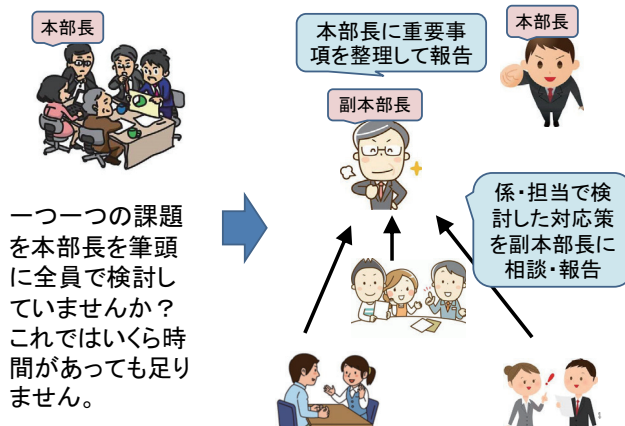 本部長
一つ一つの課題
を本部長を筆頭
に全員で検討し
ていませんか？
これではいくら時
間があっても足り
ません。
本部長に重要事
項を整理して報告
本部長
副本部長
係・担当で検
討した対応策
を副本部長に
相談・報告